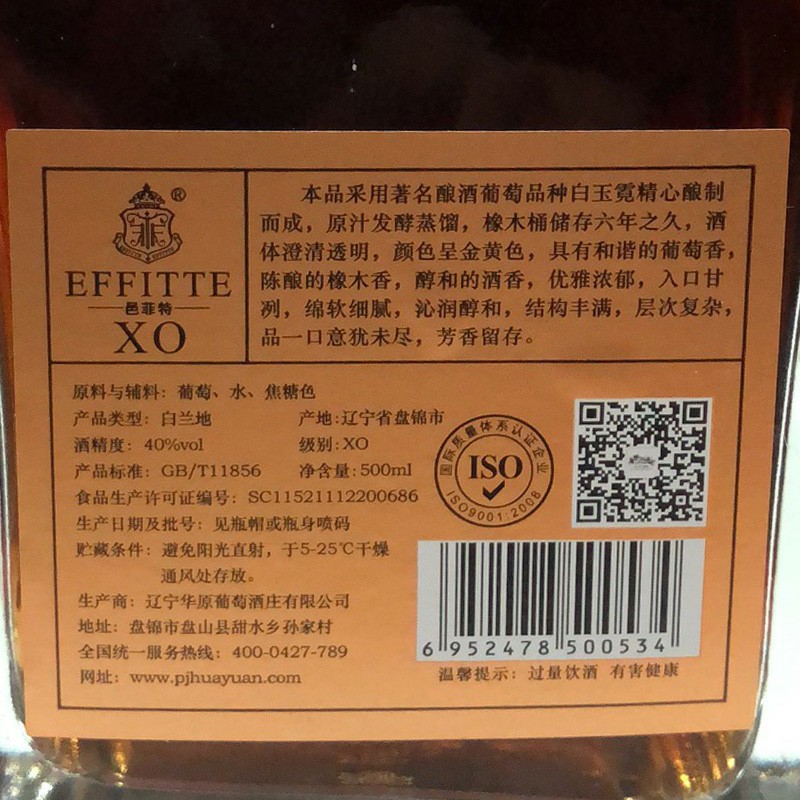 ®
EFFITTE
邑菲特
XO
本品采用著名酿酒葡萄品种白玉霓精心酿制
而成，原汁发酵蒸馏，橡木桶储存六年之久，酒
体澄清透明，颜色呈金黄色，具有和谐的葡萄香，
陈酿的橡木香，醇和的酒香，优雅浓郁，入口甘
冽，绵软细腻，沁润醇和，结构丰满，层次复杂，
品一口意犹未尽，芳香留存。
原料与辅料：葡萄、水、焦糖色
产品类型：白兰地 产地:辽宁省盘锦市
酒精度：40%vol 级别:XO
产品标准：GB/T11856 净含量:500ml
食品生产许可证编号：SC11521112200686
生产日期及批号：见瓶帽或瓶身喷码
贮藏条件：避免阳光直射，于5-25℃干燥
通风处存放。
生产商：辽宁华原葡萄酒庄有限公司
地址：盘锦市盘山县甜水乡孙家村
全国统一服务热线：400-0427-789
网址：www.pjhuayuan.com
国际质量体系认证企业
ISO
ISO9001:2008
6 952478 500534
温馨提示：过量饮酒 有害健康